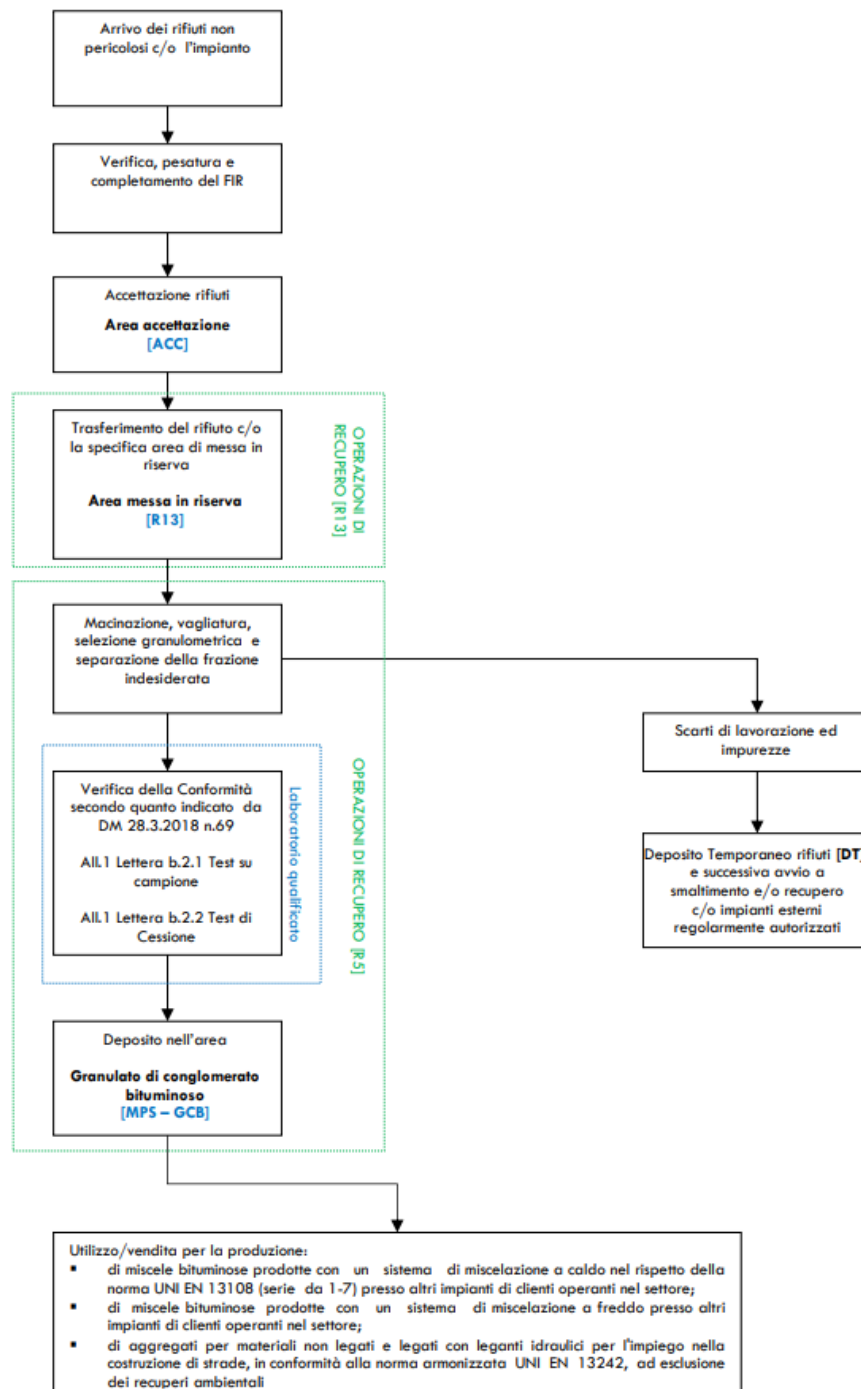 Arrivo dei rifiuti non
pericolosi c/o l'impianto
Verifica, pesatura e
completamento del FIR
Accettazione rifiuti
Area accettazione
[ACC]
Trasferimento del rifiuto c/o
la specifica area di messa in
riserva
Area messa in riserva
[R13]
OPERAZIONI DI
RECUPERO [R13]
Macinazione, vagliatura,
selezione granulometrica e
separazione della frazione
indesiderata
Scarti di lavorazione ed
impurezze
Deposito Temporaneo rifiuti [DT]
e successiva avvio a
smaltimento e/o recupero
c/o impianti esterni
regolarmente autorizzati
Verifica della Conformità
secondo quanto indicato da
DM 28.3.2018 n.69
All.1 Lettera b.2.1 Test su
campione
All.1 Lettera b.2.2 Test di
Cessione
Laboratorio qualificato
OPERAZIONI DI RECUPERO [R5]
Deposito nell'area
Granulato di conglomerato
bituminoso
[MPS – GCB]
Utilizzo/vendita per la produzione:
▪ di miscele bituminose prodotte con un sistema di miscelazione a caldo nel rispetto della
norma UNI EN 13108 (serie da 1-7) presso altri impianti di clienti operanti nel settore;
▪ di miscele bituminose prodotte con un sistema di miscelazione a freddo presso altri
impianti di clienti operanti nel settore;
▪ di aggregati per materiali non legati e legati con leganti idraulici per l'impiego nella
costruzione di strade, in conformità alla norma armonizzata UNI EN 13242, ad esclusione
dei recuperi ambientali